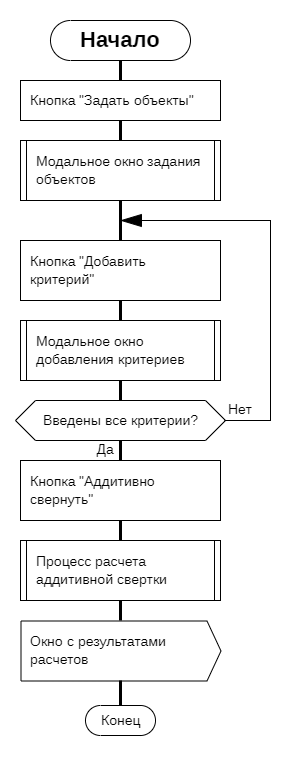 Начало
Кнопка "Задать объекты"
Модальное окно задания
объектов
Кнопка "Добавить
критерий"
Модальное окно
добавления критериев
Введены все критерии?
Нет
Да
Кнопка "Аддитивно
свернуть"
Процесс расчета
аддитивной свертки
Окно с результатами
расчетов
Конец